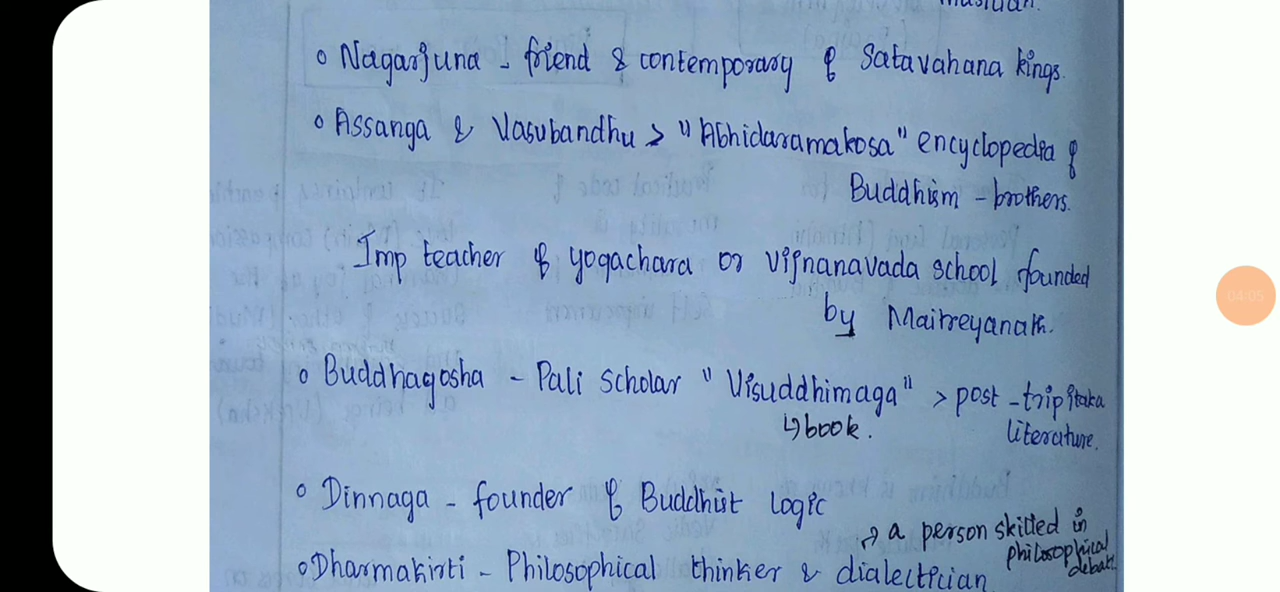 ◦ Nagarjuna - friend & contemporary of Satavahana kings.
◦ Assanga & Vasubandhu > "Abhidaramakosa" encyclopedia of
Buddhism - brothers.
Imp teacher of yogachara or vijnanavada school founded
by Maitreyanath.
◦ Buddhagosha - Pali scholar "Visuddhimaga" > post - tripitaka
↳ book.
literature.
◦ Dinnaga - founder of Buddhist logic
→ a person skilled in
philosophical
debate.
◦ Dharmakirti - Philosophical thinker & dialectician
04:05